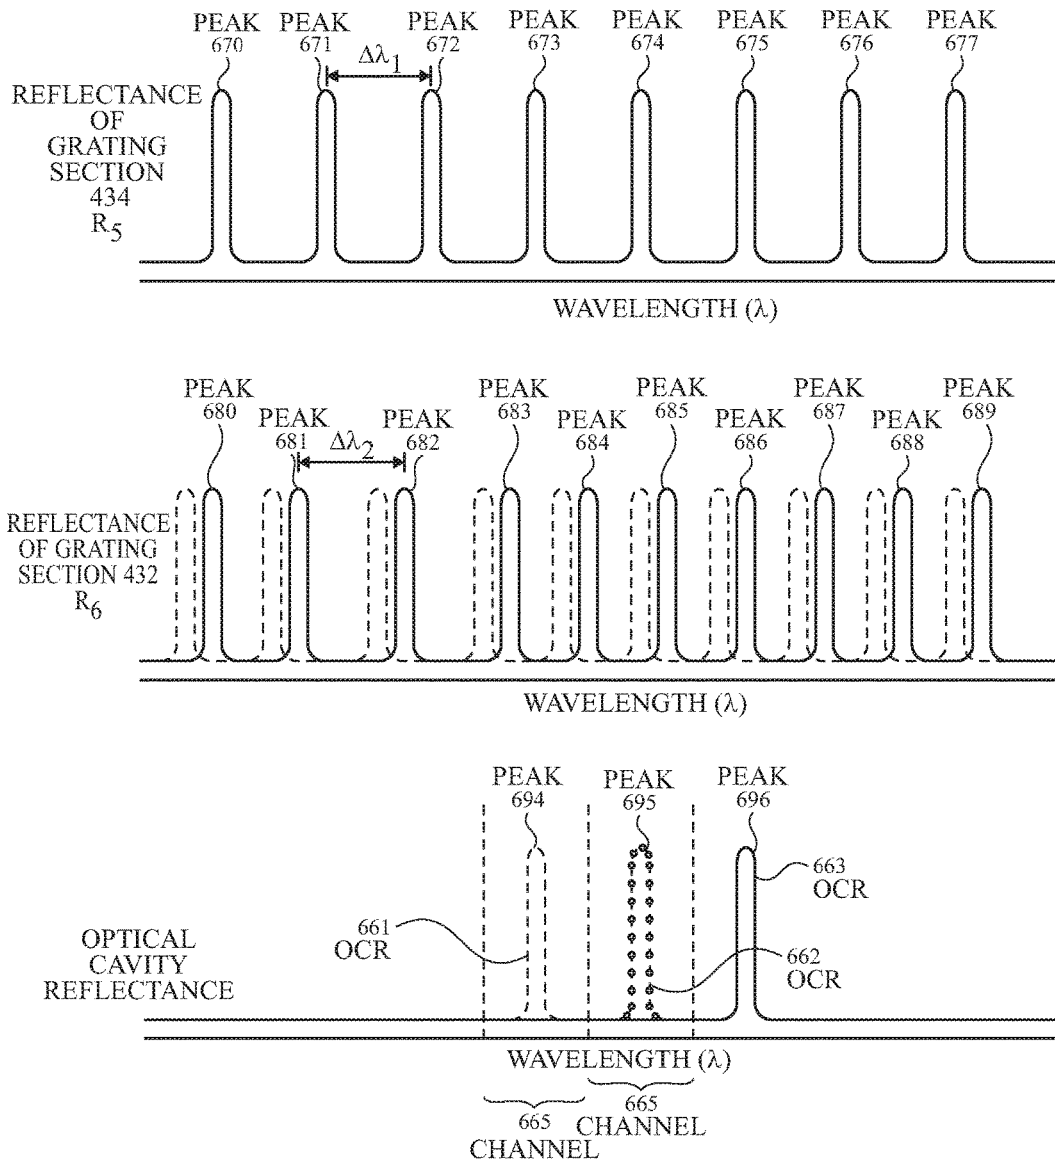 PEAK PEAK PEAK PEAK PEAK PEAK PEAK PEAK
670 671 672 673 674 675 676 677
Δλ1
REFLECTANCE
OF
GRATING
SECTION
434
R5
WAVELENGTH (λ)
PEAK PEAK PEAK PEAK PEAK PEAK PEAK PEAK PEAK PEAK
680 681 682 683 684 685 686 687 688 689
Δλ2
REFLECTANCE
OF GRATING
SECTION 432
R6
WAVELENGTH (λ)
PEAK PEAK PEAK
694 695 696
663
OCR
661
OCR
662
OCR
OPTICAL
CAVITY
REFLECTANCE
WAVELENGTH (λ)
665
CHANNEL
665
CHANNEL